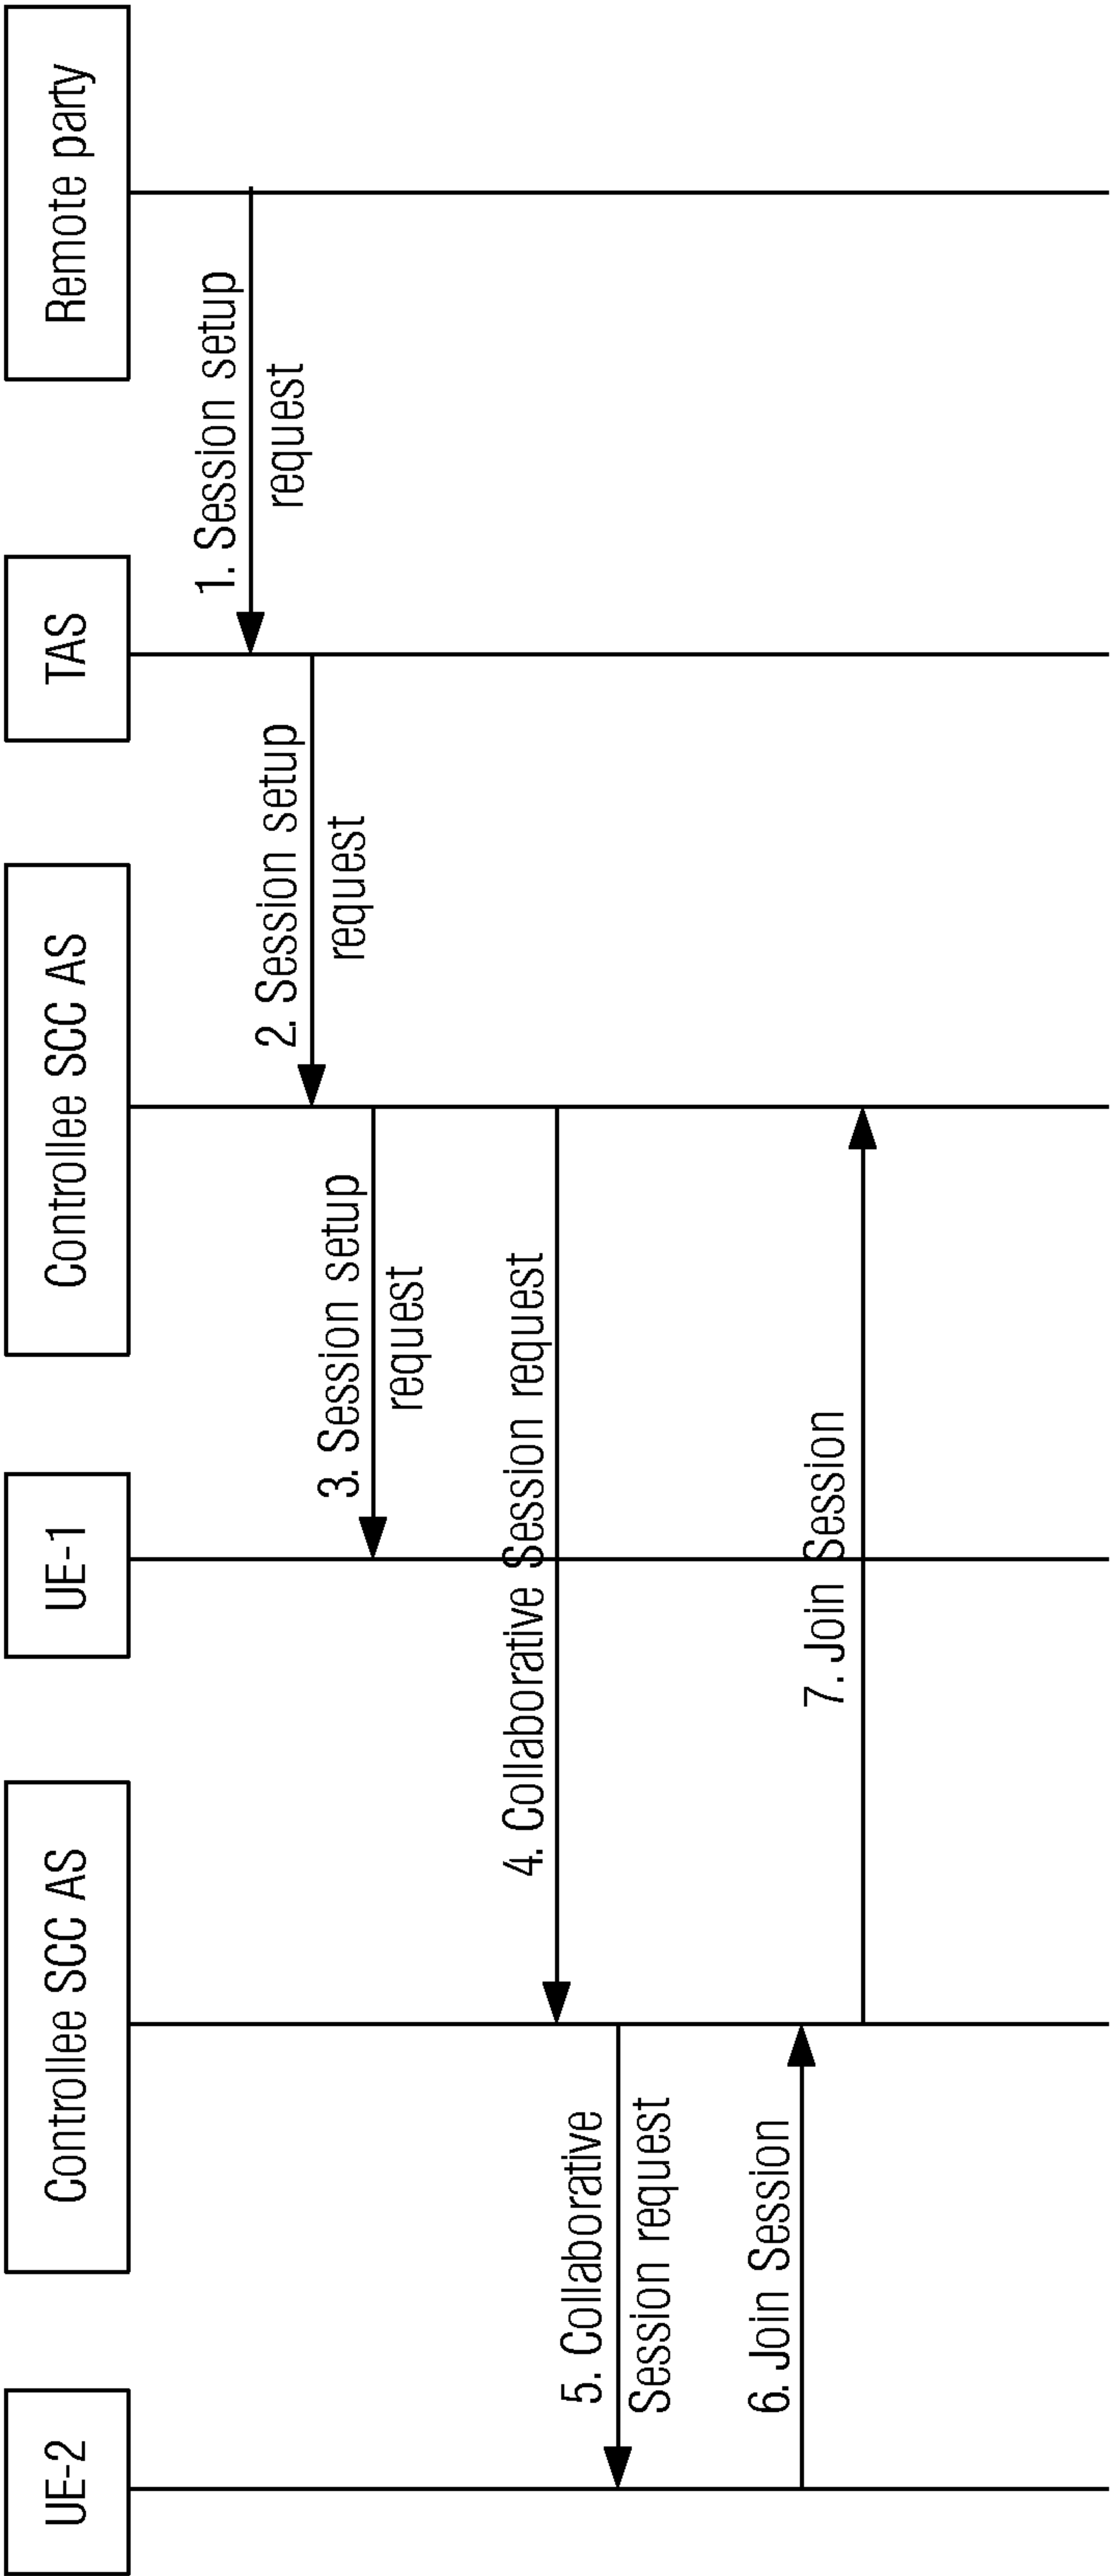 UE-2
Controllee SCC AS
UE-1
Controllee SCC AS
TAS
Remote party
1. Session setup
request
2. Session setup
request
3. Session setup
request
4. Collaborative Session request
5. Collaborative
Session request
6. Join Session
7. Join Session